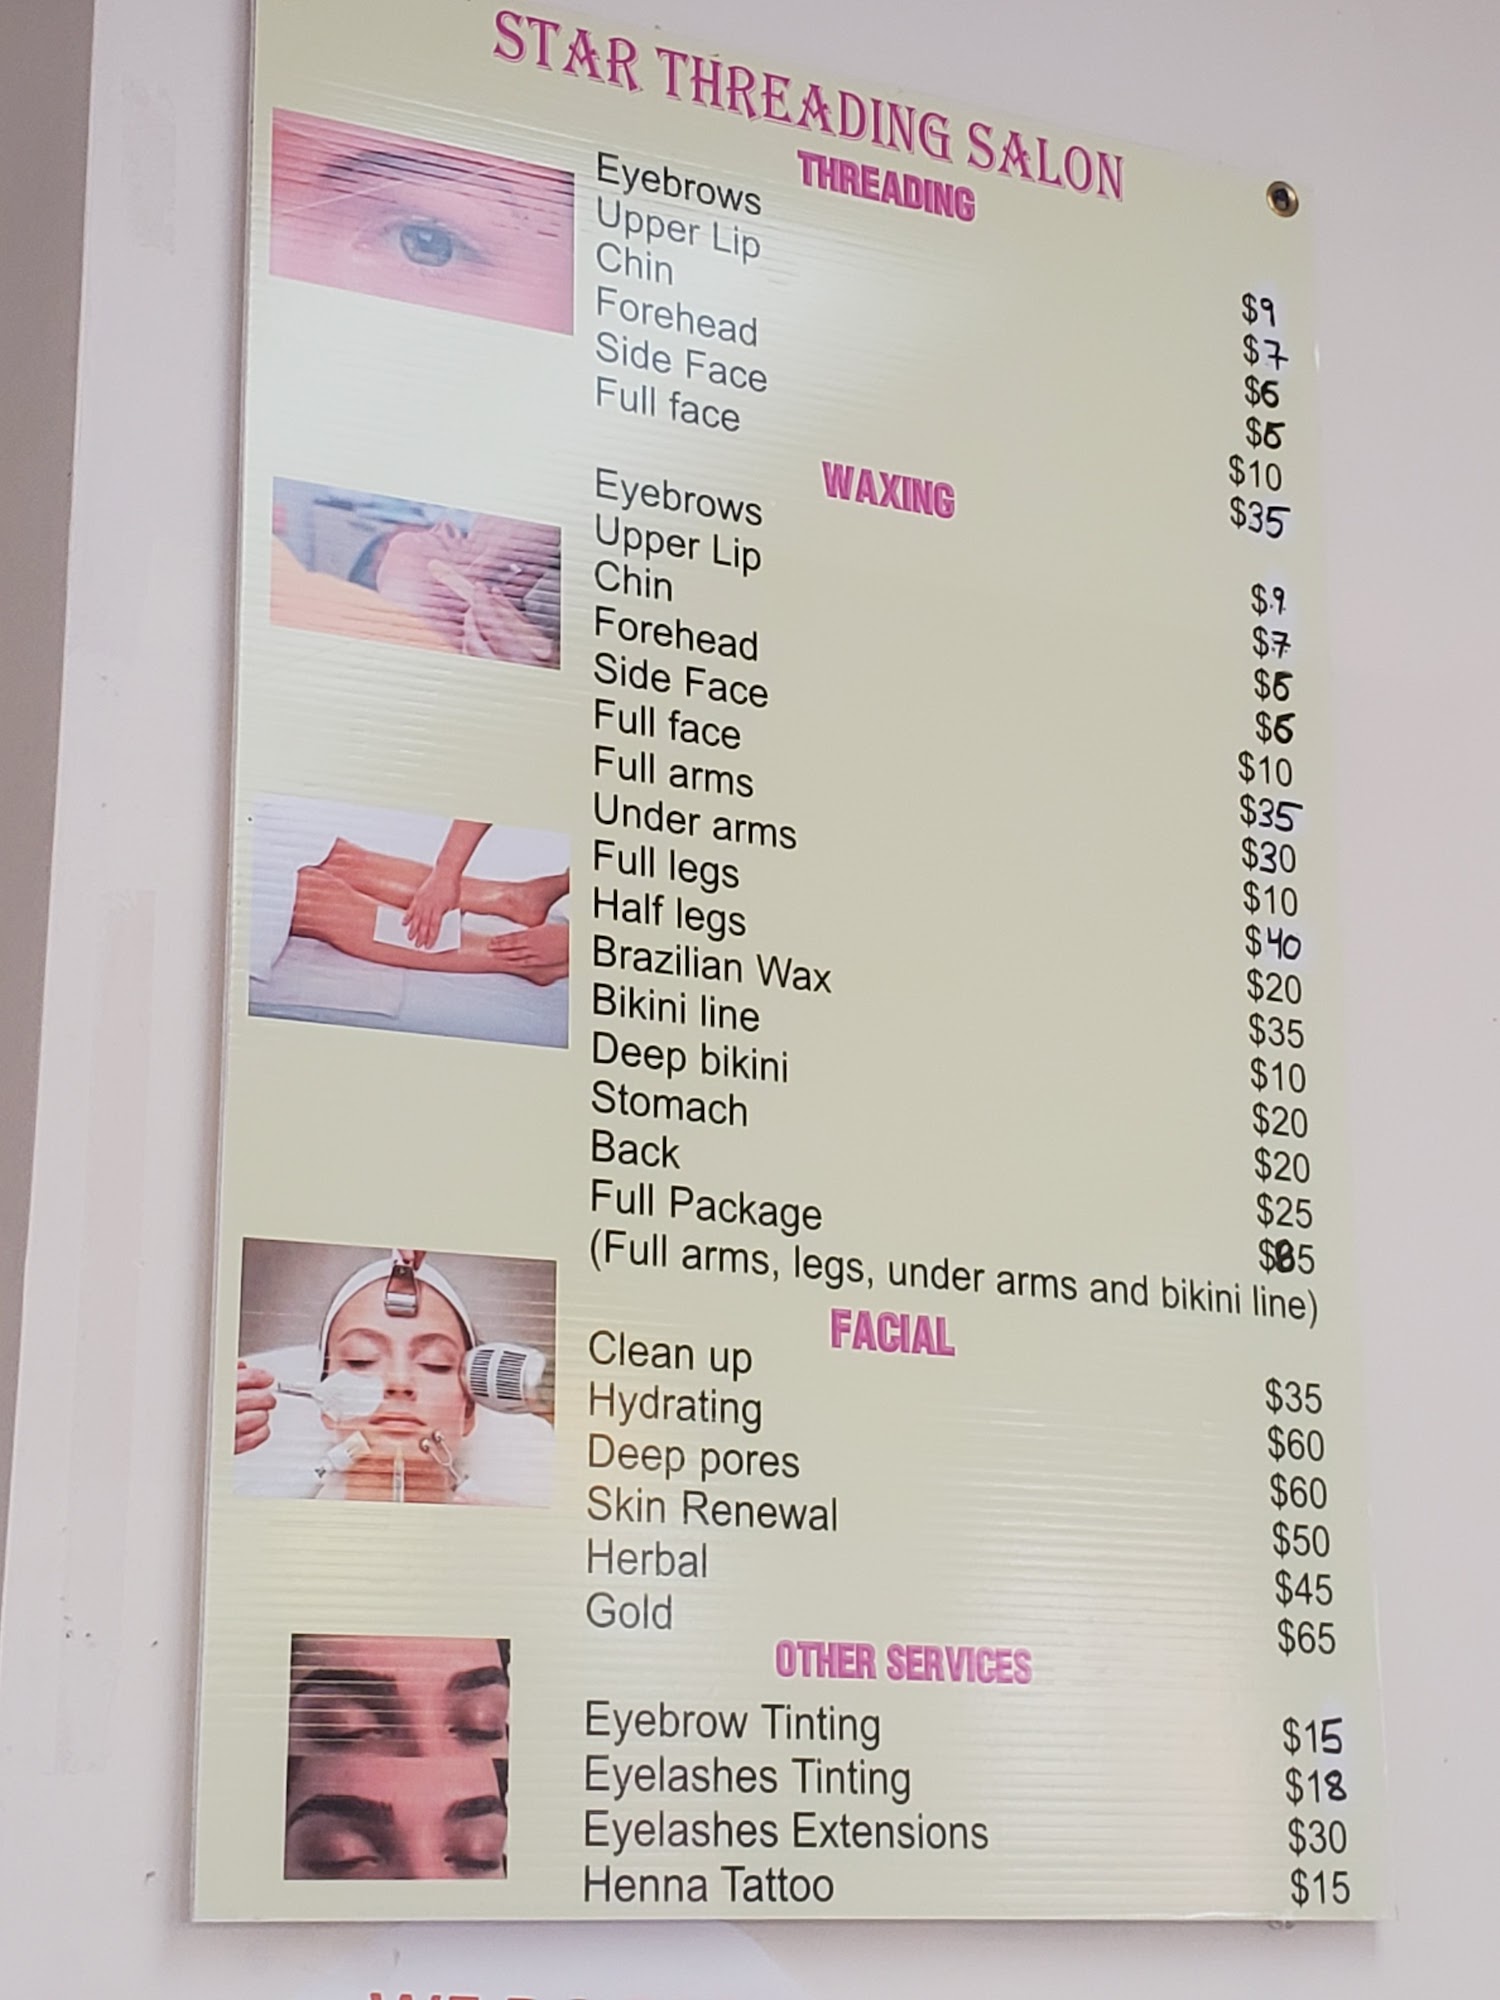 STAR THREADING SALON
THREADING
Eyebrows $9
Upper Lip $7
Chin $6
Forehead $6
Side Face $10
Full face $35
WAXING
Eyebrows $9
Upper Lip $7
Chin $6
Forehead $6
Side Face $10
Full face $35
Full arms $30
Under arms $10
Full legs $40
Half legs $20
Brazilian Wax $35
Bikini line $10
Deep bikini $20
Stomach $20
Back $25
Full Package
(Full arms, legs, under arms and bikini line)
FACIAL
Clean up $35
Hydrating $60
Deep pores $60
Skin Renewal $50
Herbal $45
Gold $65
OTHER SERVICES
Eyebrow Tinting $15
Eyelashes Tinting $18
Eyelashes Extensions $30
Henna Tattoo $15